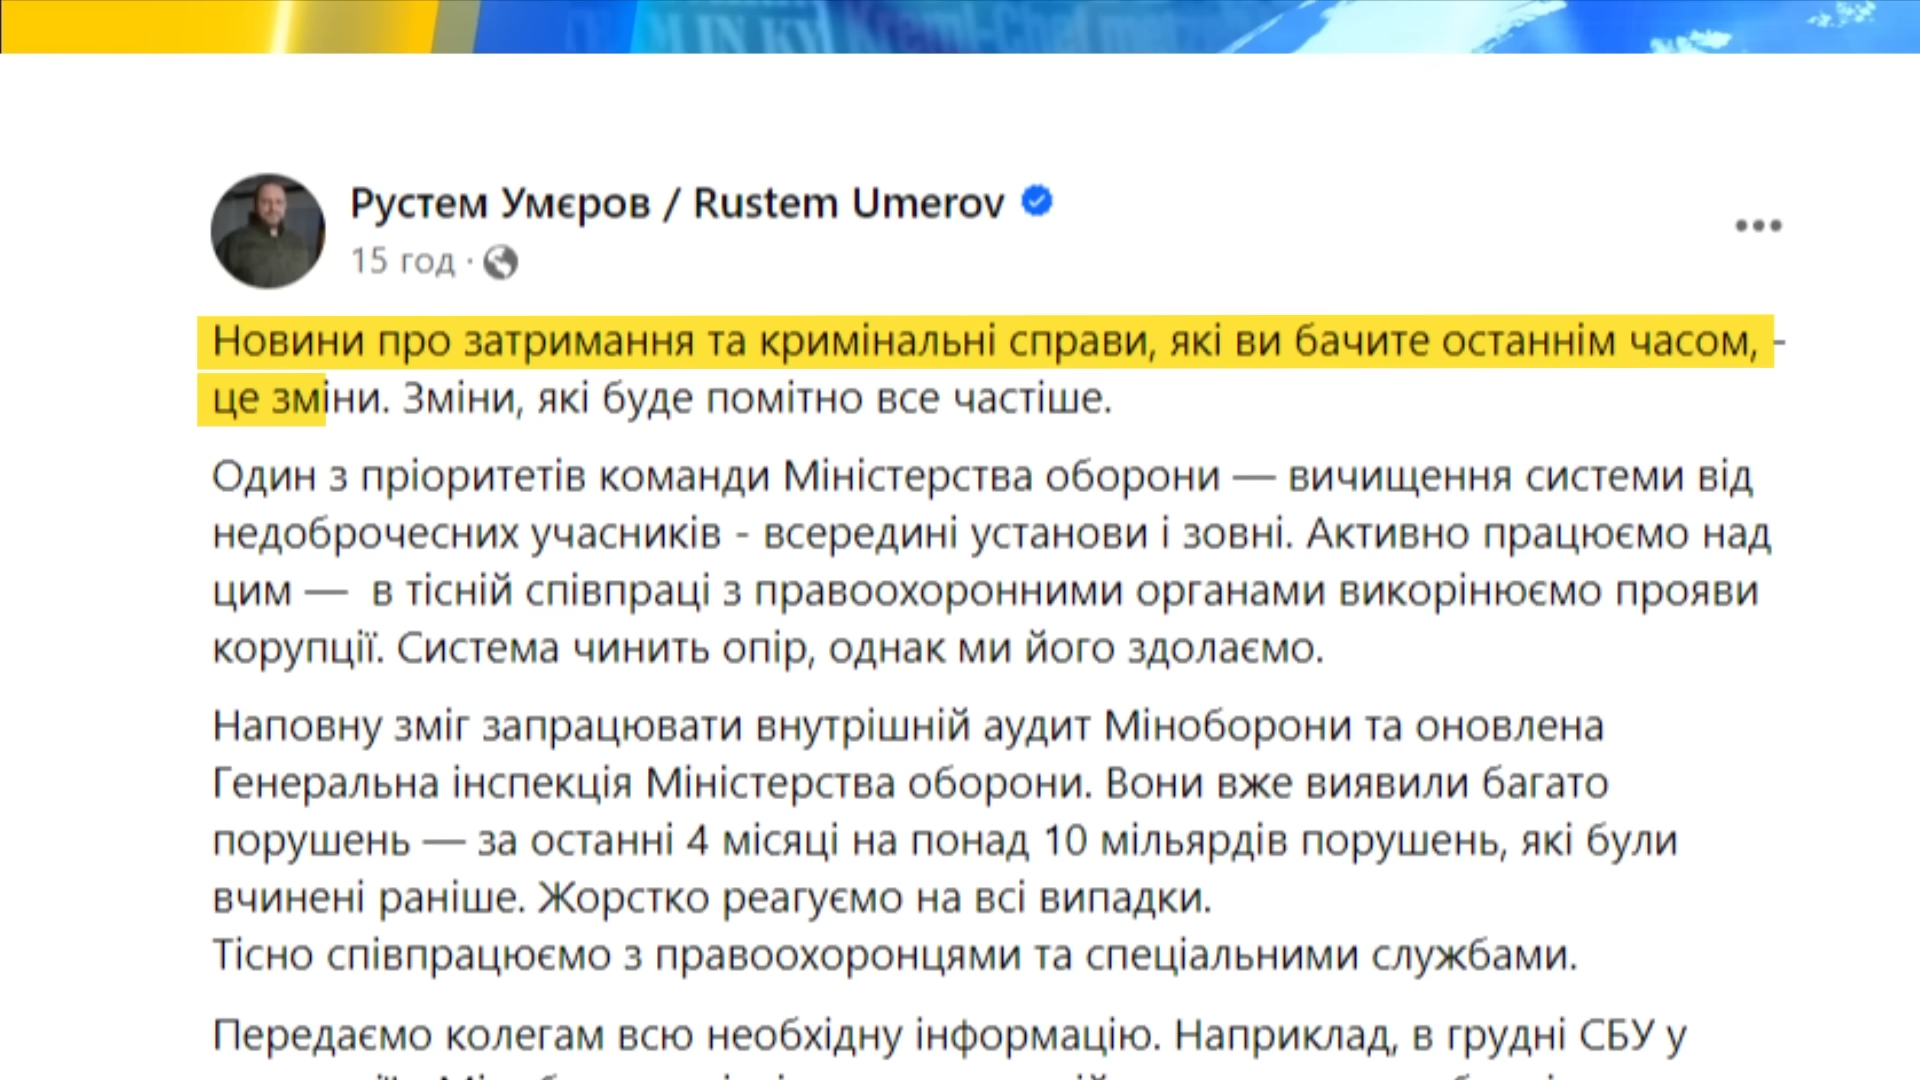 Kreml-Chef
Рустем Умєров / Rustem Umerov
15 год ·
Новини про затримання та кримінальні справи, які ви бачите останнім часом, -
це зміни. Зміни, які буде помітно все частіше.
Один з пріоритетів команди Міністерства оборони — вичищення системи від
недоброчесних учасників - всередині установи і зовні. Активно працюємо над
цим — в тісній співпраці з правоохоронними органами викорінюємо прояви
корупції. Система чинить опір, однак ми його здолаємо.
Наповну зміг запрацювати внутрішній аудит Міноборони та оновлена
Генеральна інспекція Міністерства оборони. Вони вже виявили багато
порушень — за останні 4 місяці на понад 10 мільярдів порушень, які були
вчинені раніше. Жорстко реагуємо на всі випадки.
Тісно співпрацюємо з правоохоронцями та спеціальними службами.
Передаємо колегам всю необхідну інформацію. Наприклад, в грудні СБУ у